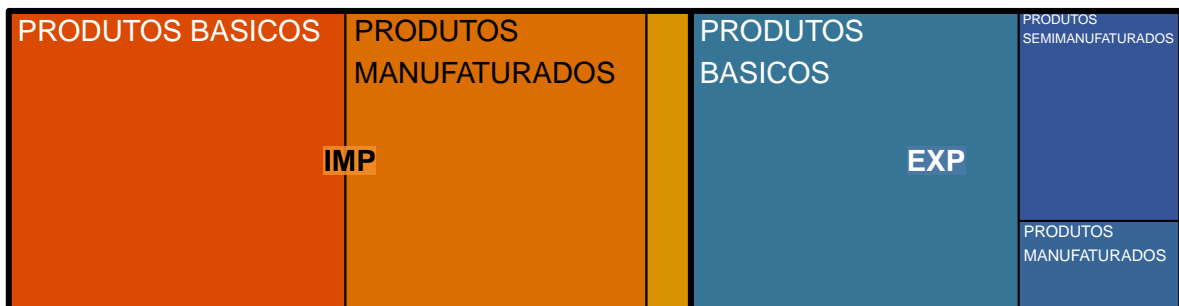 PRODUTOS BASICOS
PRODUTOS
MANUFATURADOS
IMP
PRODUTOS
BASICOS
EXP
PRODUTOS
SEMIMANUFATURADOS
PRODUTOS
MANUFATURADOS